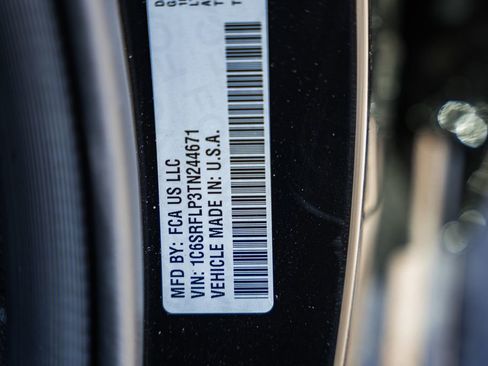 MFD BY: FCA US LLC
VIN: 1C6SRFLP3TN244671
VEHICLE MADE IN: U.S.A.